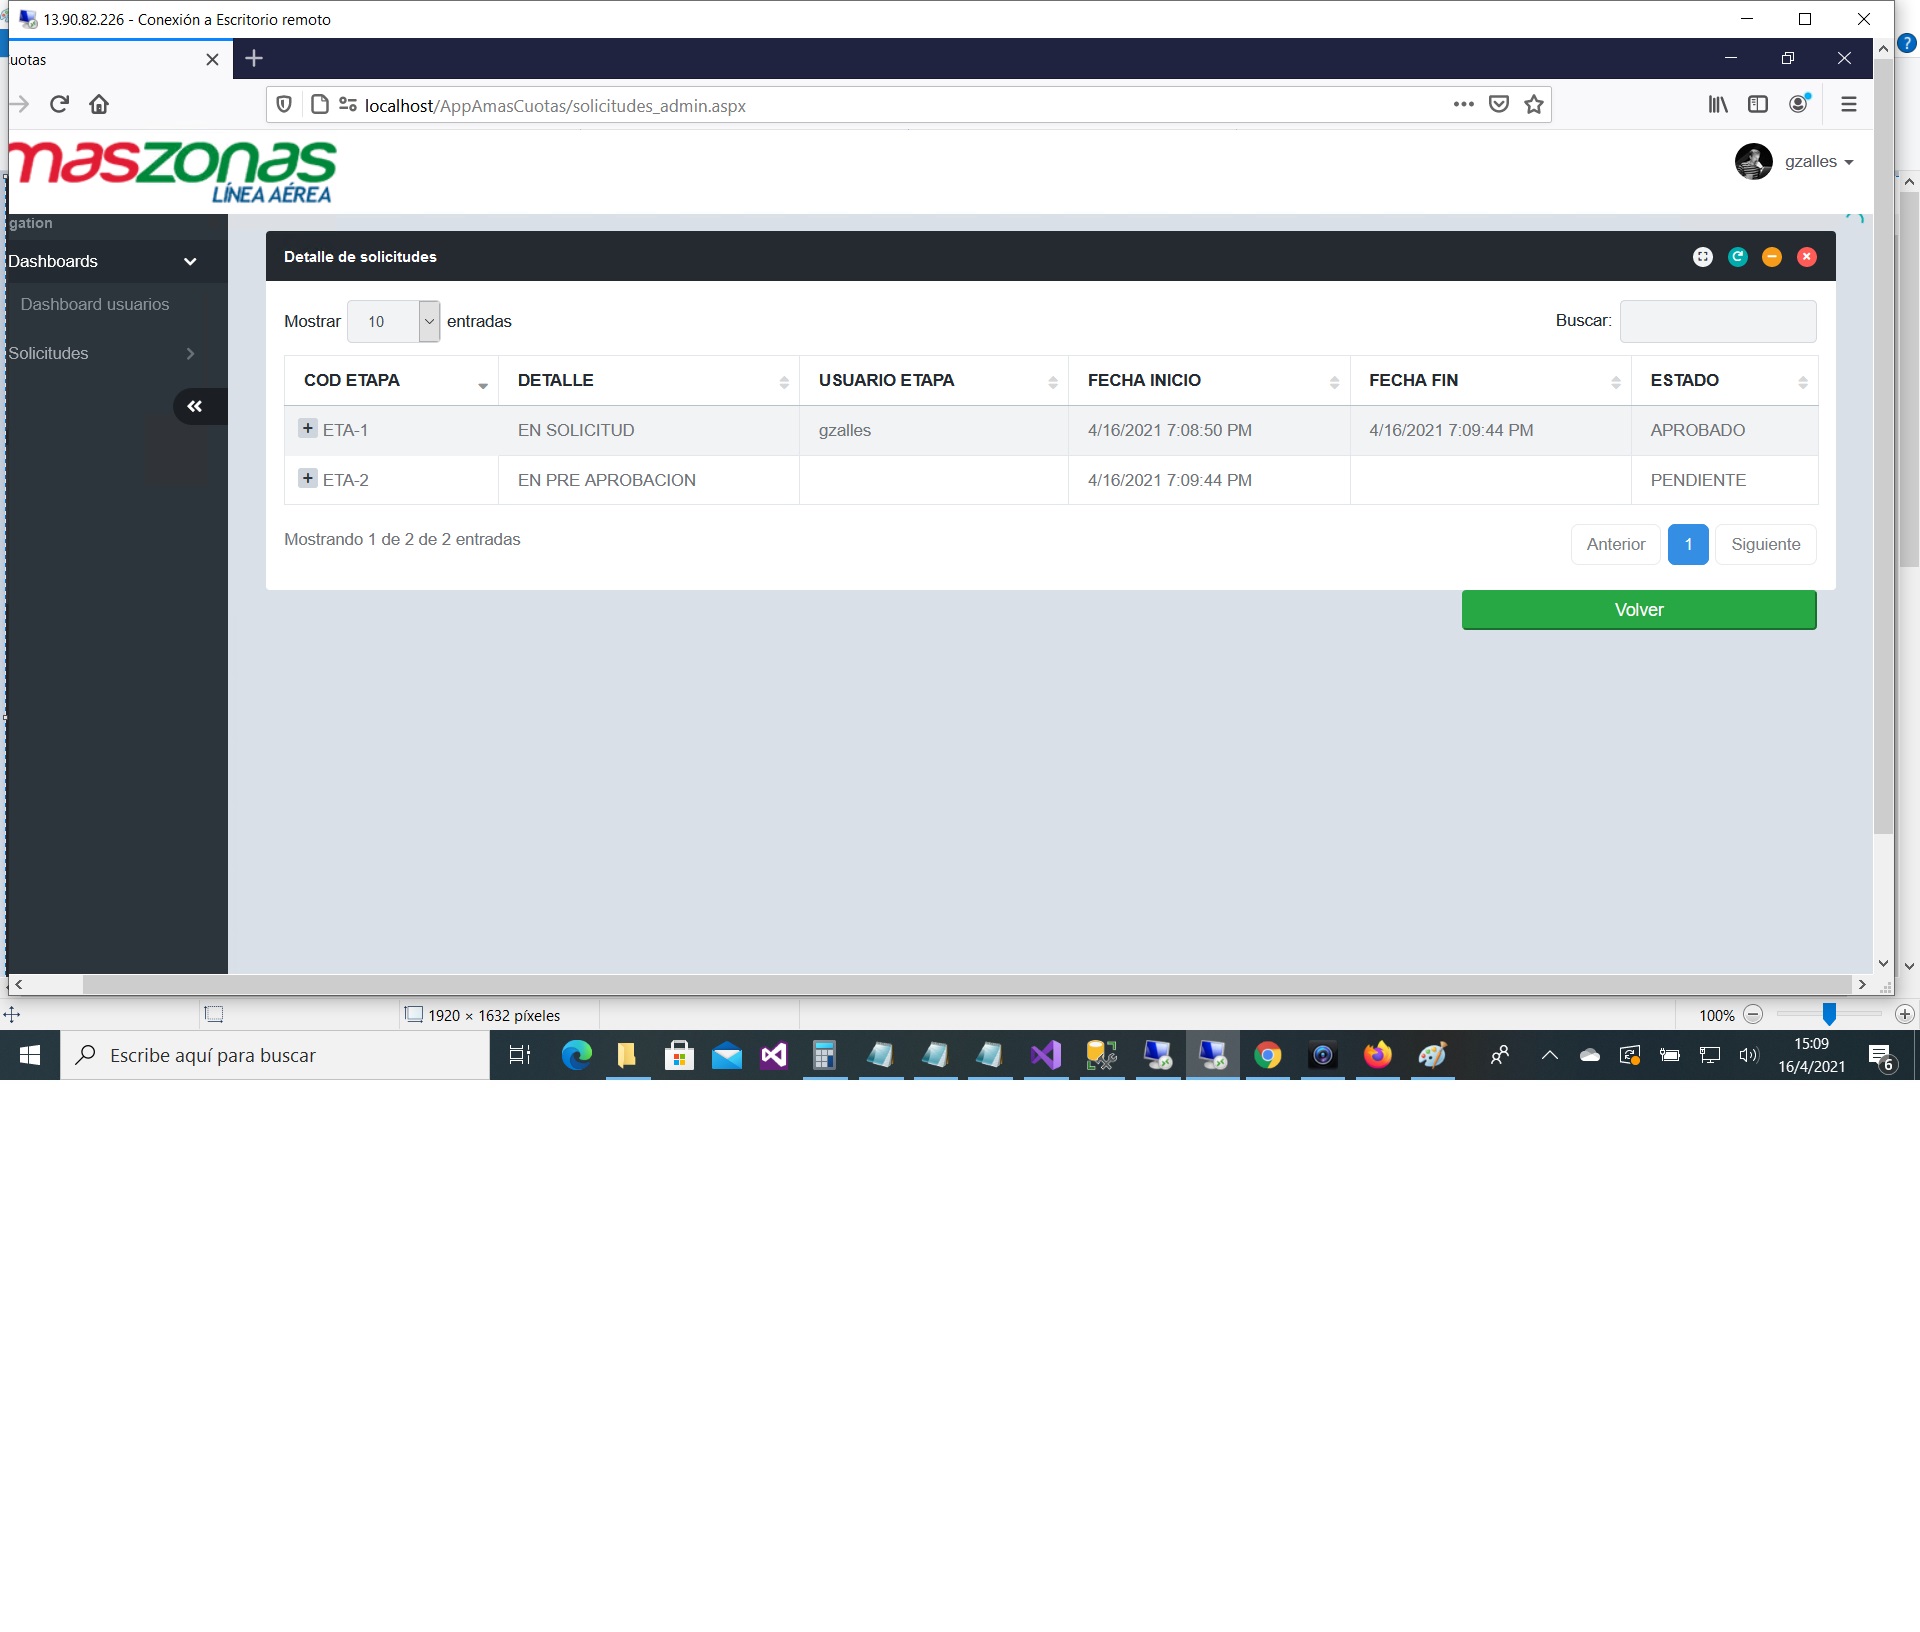 13.90.82.226 - Conexión a Escritorio remoto
uotas
localhost/AppAmasCuotas/solicitudes_admin.aspx
maszonas
LÍNEA AÉREA
gzalles
gation
Dashboards
Dashboard usuarios
Solicitudes
Detalle de solicitudes
Mostrar 10 entradas
Buscar:
COD ETAPA DETALLE USUARIO ETAPA FECHA INICIO FECHA FIN ESTADO
+ ETA-1 EN SOLICITUD gzalles 4/16/2021 7:08:50 PM 4/16/2021 7:09:44 PM APROBADO
+ ETA-2 EN PRE APROBACION 4/16/2021 7:09:44 PM PENDIENTE
Mostrando 1 de 2 de 2 entradas
Anterior 1 Siguiente
Volver
1920 × 1632 píxeles
100%
Escribe aquí para buscar
15:09
16/4/2021
6